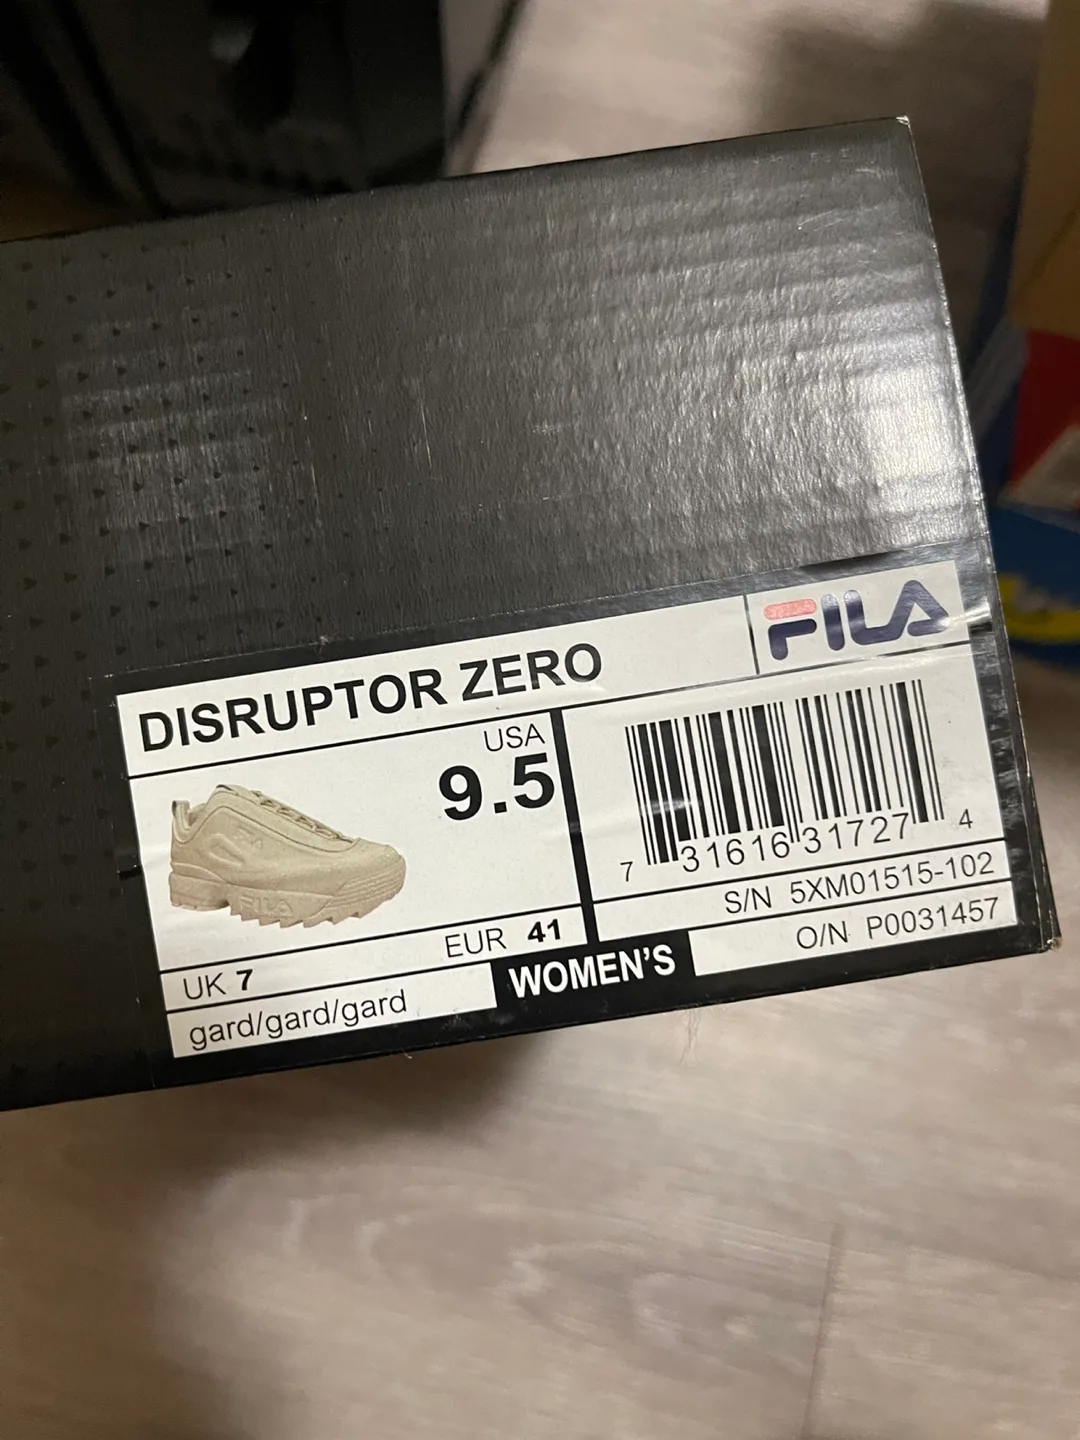 DISRUPTOR ZERO
FILA
USA
9.5
FILA
UK 7
EUR 41
gard/gard/gard
WOMEN'S
7 31616 31727 4
S/N 5XM01515-102
O/N P0031457